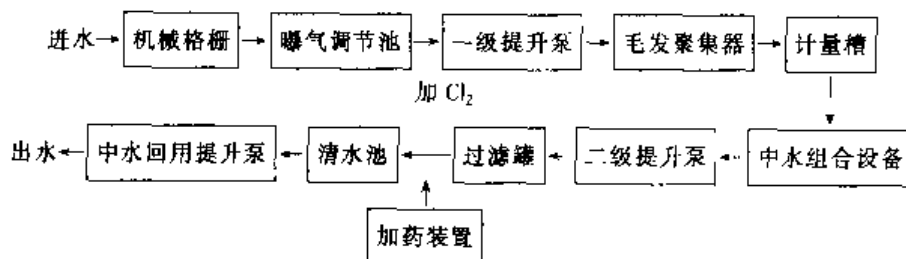 进水 机械格栅 曝气调节池 一级提升泵 毛发聚集器 计量槽
加 Cl₂
出水 中水回用提升泵 清水池 过滤罐 二级提升泵 中水组合设备
加药装置